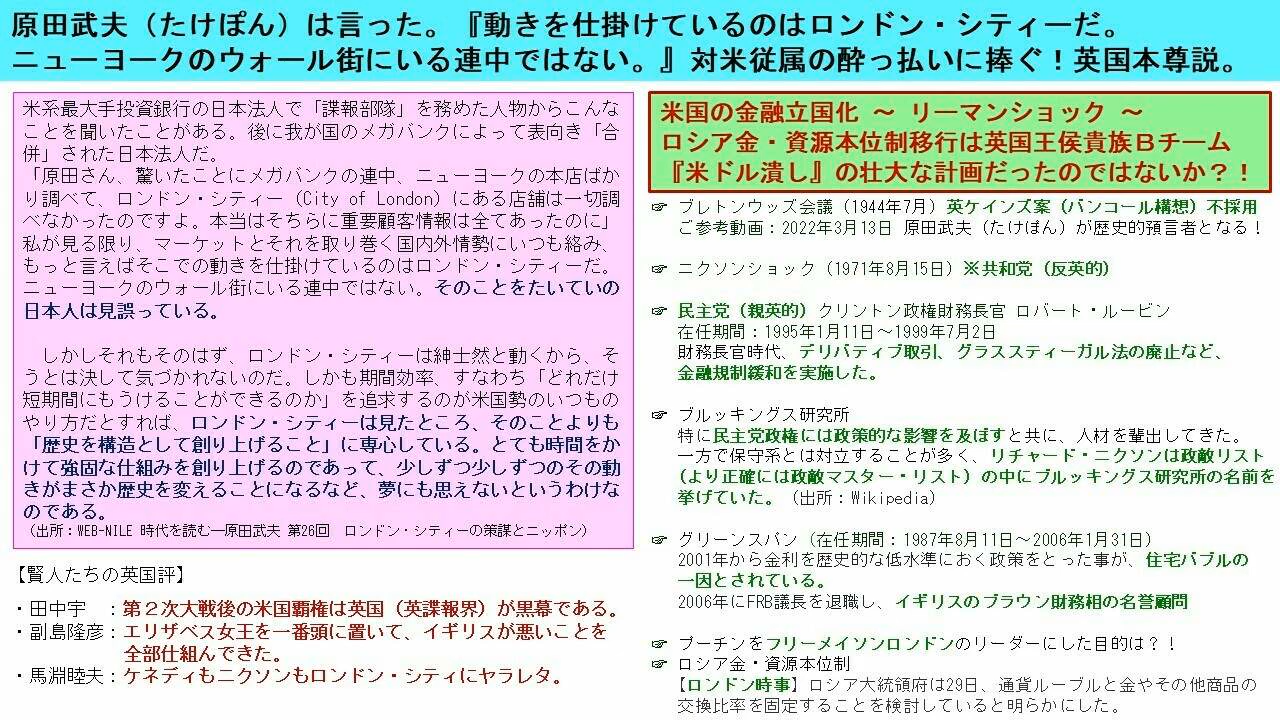 原田武夫（たけぽん）は言った。『動きを仕掛けているのはロンドン・シティーだ。
ニューヨークのウォール街にいる連中ではない。』対米従属の酔っ払いに捧ぐ！英国本尊説。
米系最大手投資銀行の日本法人で「諜報部隊」を務めた人物からこんな
ことを聞いたことがある。後に我が国のメガバンクによって表向き「合
併」された日本法人だ。
「原田さん、驚いたことにメガバンクの連中、ニューヨークの本店ばか
り調べて、ロンドン・シティー（City of London）にある店舗は一切調
べなかったのですよ。本当はそちらに重要顧客情報は全てあったのに」
私が見る限り、マーケットとそれを取り巻く国内外情勢にいつも絡み、
もっと言えばそこでの動きを仕掛けているのはロンドン・シティーだ。
ニューヨークのウォール街にいる連中ではない。そのことをたいていの
日本人は見誤っている。
　しかしそれもそのはず、ロンドン・シティーは紳士然と動くから、そ
うとは決して気づかれないのだ。しかも期間効率、すなわち「どれだけ
短期間にもうけることができるのか」を追求するのが米国勢のいつもの
やり方だとすれば、ロンドン・シティーは見たところ、そのことよりも
「歴史を構造として創り上げること」に専心している。とても時間をか
けて強固な仕組みを創り上げるのであって、少しずつ少しずつのその動
きがまさか歴史を変えることになるなど、夢にも思えないというわけな
のである。
（出所：WEB-NILE 時代を読む―原田武夫 第26回　ロンドン・シティーの策謀とニッポン）
【賢人たちの英国評】
・田中宇　：第２次大戦後の米国覇権は英国（英諜報界）が黒幕である。
・副島隆彦：エリザベス女王を一番頭に置いて、イギリスが悪いことを
全部仕組んできた。
・馬淵睦夫：ケネディもニクソンもロンドン・シティにヤラレタ。
米国の金融立国化 ～ リーマンショック ～
ロシア金・資源本位制移行は英国王侯貴族Ｂチーム
『米ドル潰し』の壮大な計画だったのではないか？！
☞ ブレトンウッズ会議（1944年7月）英ケインズ案（バンコール構想）不採用
ご参考動画：2022年3月13日 原田武夫（たけぽん）が歴史的預言者となる！
☞ ニクソンショック（1971年8月15日）※共和党（反英的）
☞ 民主党（親英的）クリントン政権財務長官 ロバート・ルービン
在任期間：1995年1月11日～1999年7月2日
財務長官時代、デリバティブ取引、グラススティーガル法の廃止など、
金融規制緩和を実施した。
☞ ブルッキングス研究所
特に民主党政権には政策的な影響を及ぼすと共に、人材を輩出してきた。
一方で保守系とは対立することが多く、リチャード・ニクソンは政敵リスト
（より正確には政敵マスター・リスト）の中にブルッキングス研究所の名前を
挙げていた。（出所：Wikipedia）
☞ グリーンスパン（在任期間：1987年8月11日～2006年1月31日）
2001年から金利を歴史的な低水準におく政策をとった事が、住宅バブルの
一因とされている。
2006年にFRB議長を退職し、イギリスのブラウン財務相の名誉顧問
☞ プーチンをフリーメイソンロンドンのリーダーにした目的は？！
☞ ロシア金・資源本位制
【ロンドン時事】ロシア大統領府は29日、通貨ルーブルと金やその他商品の
交換比率を固定することを検討していると明らかにした。